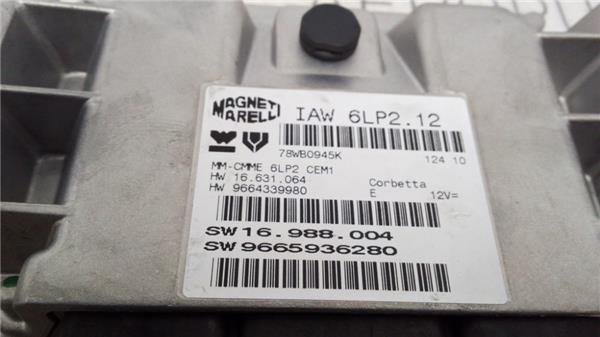 MAGNETI
MARELLI
IAW 6LP2.12
78WB0945K
124 10
MM-CMME 6LP2 CEM1
HW 16.631.064
Corbetta
HW 9664339980
E
12V=
SW 16.988.004
SW 9665936280